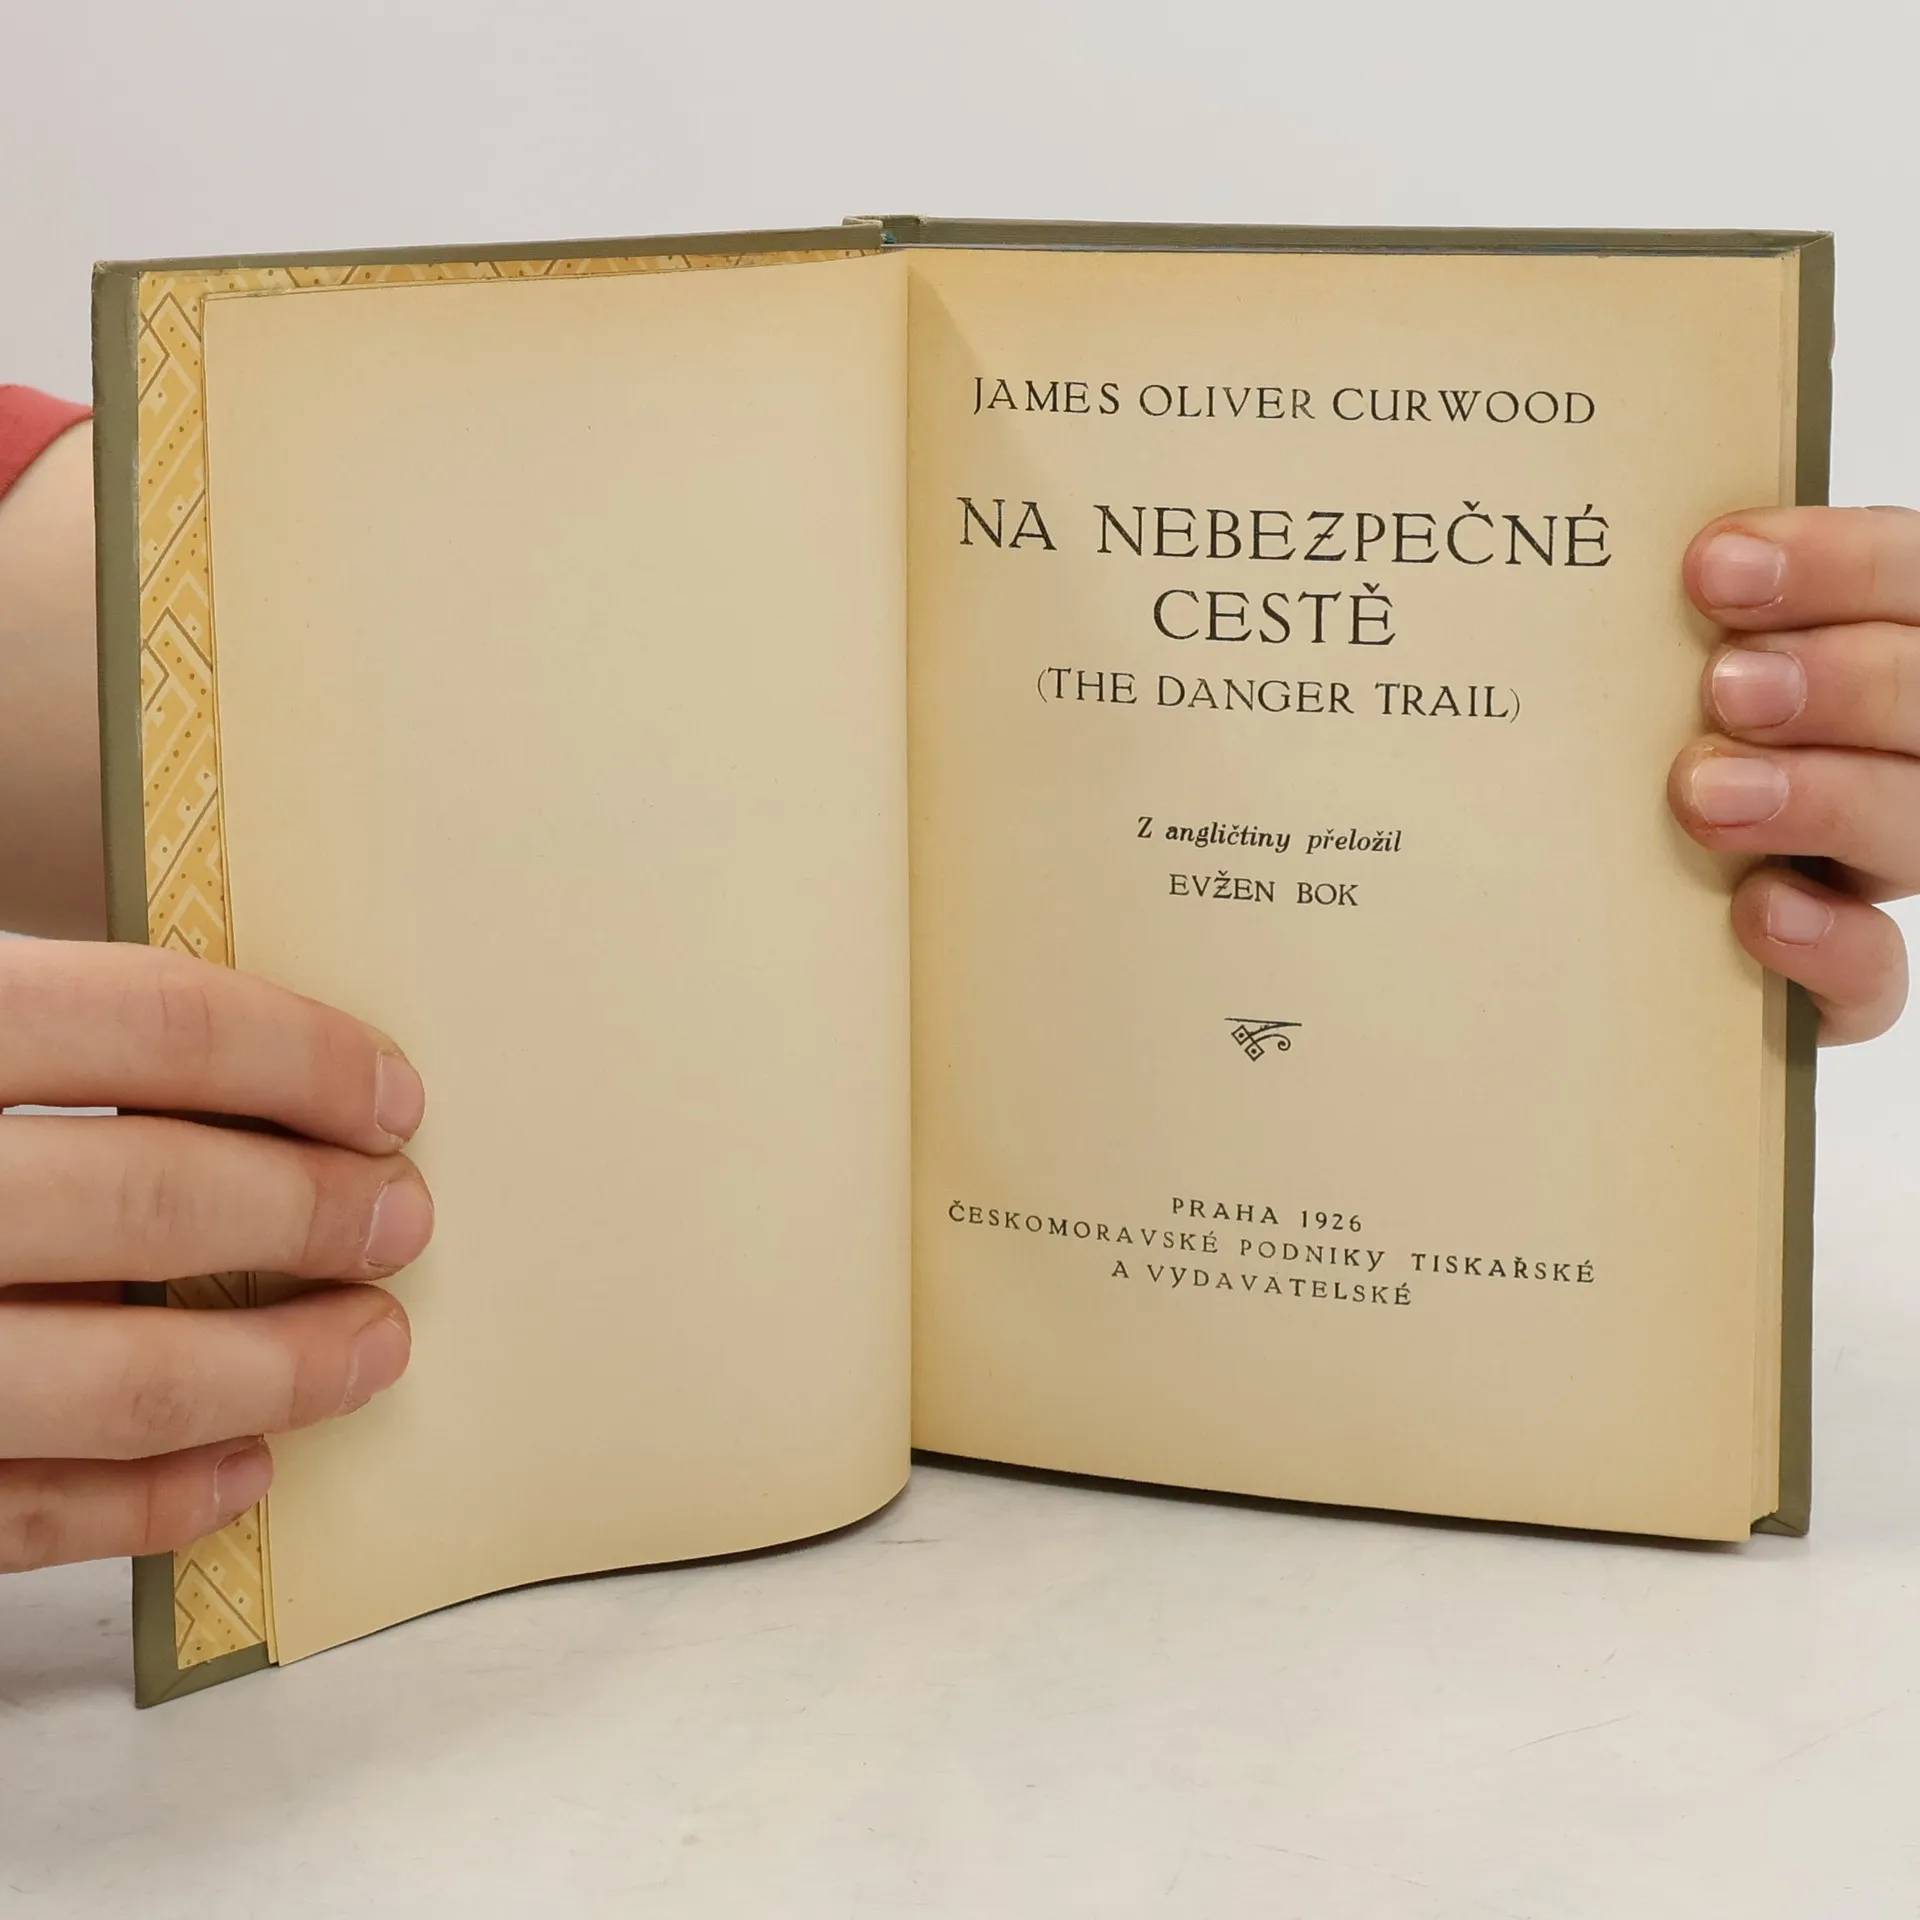 JAMES OLIVER CURWOOD
NA NEBEZPEČNÉ
CESTĚ
(THE DANGER TRAIL)
Z angličtiny přeložil
EVŽEN BOK
PRAHA 1926
ČESKOMORAVSKÉ PODNIKY TISKAŘSKÉ
A VYDAVATELSKÉ